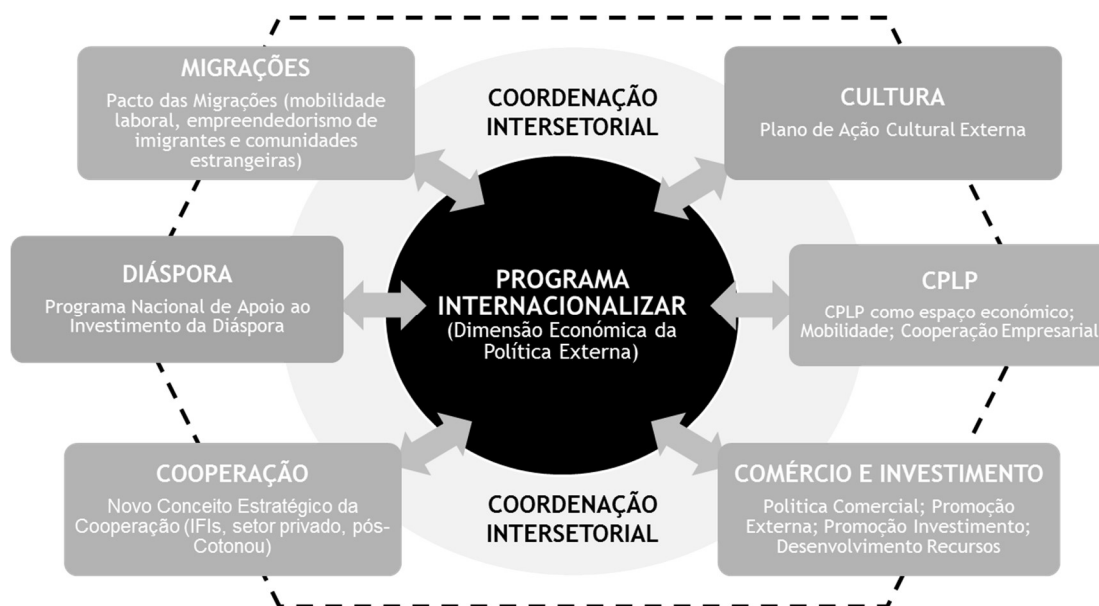 MIGRAÇÕES
Pacto das Migrações (mobilidade
laboral, empreendedorismo de
imigrantes e comunidades
estrangeiras)
COORDENAÇÃO
INTERSETORIAL
CULTURA
Plano de Ação Cultural Externa
DIÁSPORA
Programa Nacional de Apoio ao
Investimento da Diáspora
PROGRAMA
INTERNACIONALIZAR
(Dimensão Económica da
Política Externa)
CPLP
CPLP como espaço económico;
Mobilidade; Cooperação Empresarial
COOPERAÇÃO
Novo Conceito Estratégico da
Cooperação (IFIs, setor privado, pós-
Cotonou)
COORDENAÇÃO
INTERSETORIAL
COMÉRCIO E INVESTIMENTO
Politica Comercial; Promoção
Externa; Promoção Investimento;
Desenvolvimento Recursos